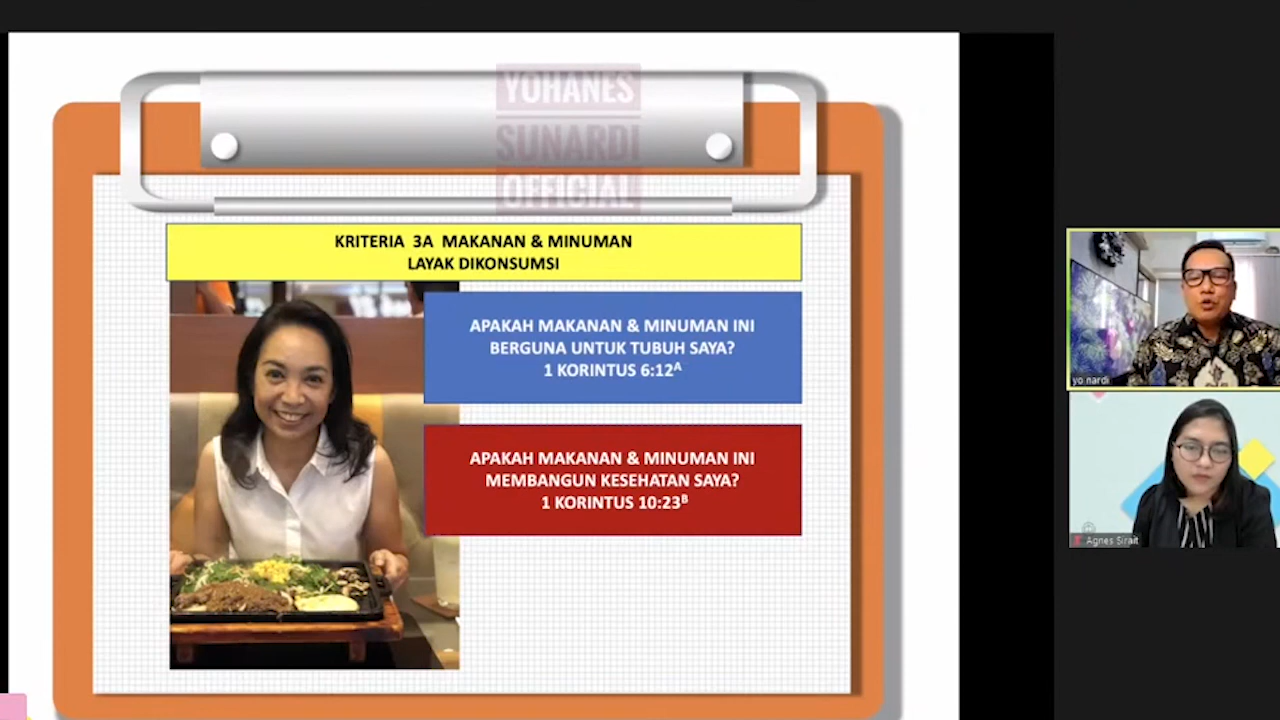 YOHANES
SUNARDI
OFFICIAL
KRITERIA 3A MAKANAN & MINUMAN
LAYAK DIKONSUMSI
APAKAH MAKANAN & MINUMAN INI
BERGUNA UNTUK TUBUH SAYA?
1 KORINTUS 6:12ᴬ
APAKAH MAKANAN & MINUMAN INI
MEMBANGUN KESEHATAN SAYA?
1 KORINTUS 10:23ᴮ
yo nardi
Agnes Sirait